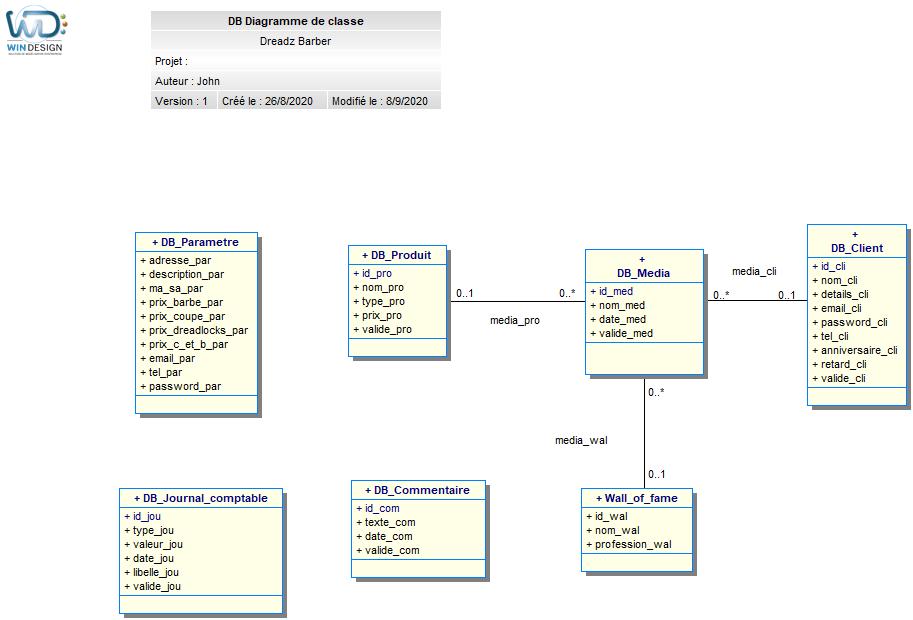 WD
WINDESIGN
DB Diagramme de classe
Dreadz Barber
Projet :
Auteur : John
Version : 1 Créé le : 26/8/2020 Modifié le : 8/9/2020
+ DB_Parametre
+ adresse_par
+ description_par
+ ma_sa_par
+ prix_barbe_par
+ prix_coupe_par
+ prix_dreadlocks_par
+ prix_c_et_b_par
+ email_par
+ tel_par
+ password_par
+ DB_Produit
+ id_pro
+ nom_pro
+ type_pro
+ prix_pro
+ valide_pro
0..1
0..*
media_pro
+
DB_Media
+ id_med
+ nom_med
+ date_med
+ valide_med
media_cli
0..*
0..1
+
DB_Client
+ id_cli
+ nom_cli
+ details_cli
+ email_cli
+ password_cli
+ tel_cli
+ anniversaire_cli
+ retard_cli
+ valide_cli
0..*
media_wal
0..1
+ DB_Journal_comptable
+ id_jou
+ type_jou
+ valeur_jou
+ date_jou
+ libelle_jou
+ valide_jou
+ DB_Commentaire
+ id_com
+ texte_com
+ date_com
+ valide_com
+ Wall_of_fame
+ id_wal
+ nom_wal
+ profession_wal